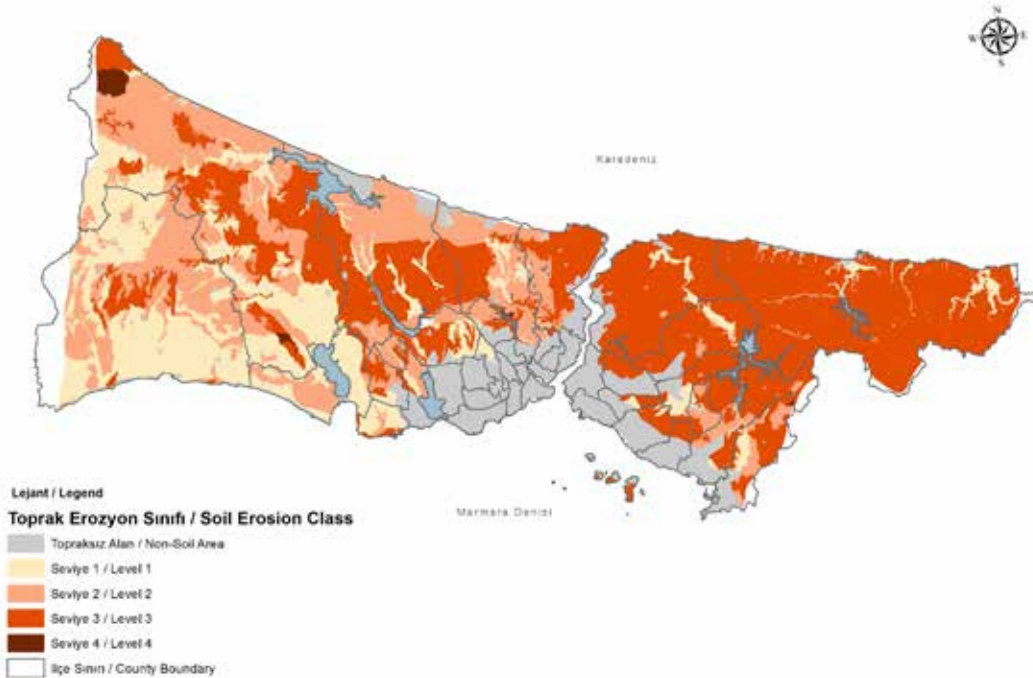 N
W E
S
Karadeniz
Marmara Denizi
Lejant / Legend
Toprak Erozyon Sınıfı / Soil Erosion Class
Topraksız Alan / Non-Soil Area
Seviye 1 / Level 1
Seviye 2 / Level 2
Seviye 3 / Level 3
Seviye 4 / Level 4
İlçe Sınırı / County Boundary